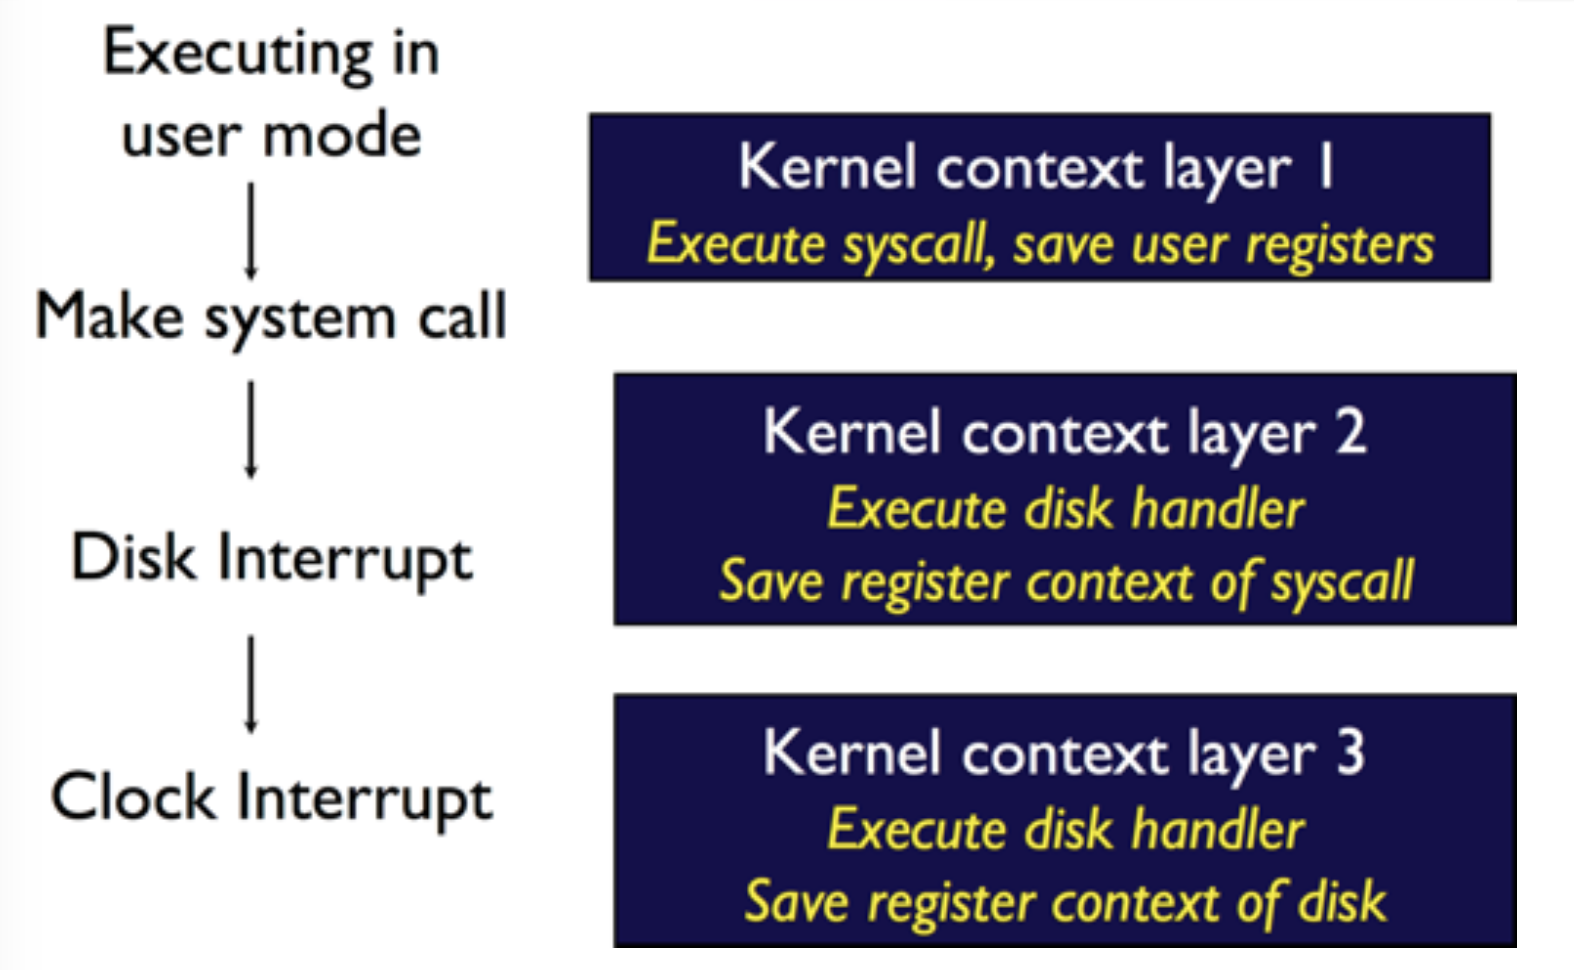 Executing in
user mode
Kernel context layer 1
Execute syscall, save user registers
Make system call
Kernel context layer 2
Execute disk handler
Save register context of syscall
Disk Interrupt
Kernel context layer 3
Execute disk handler
Save register context of disk
Clock Interrupt